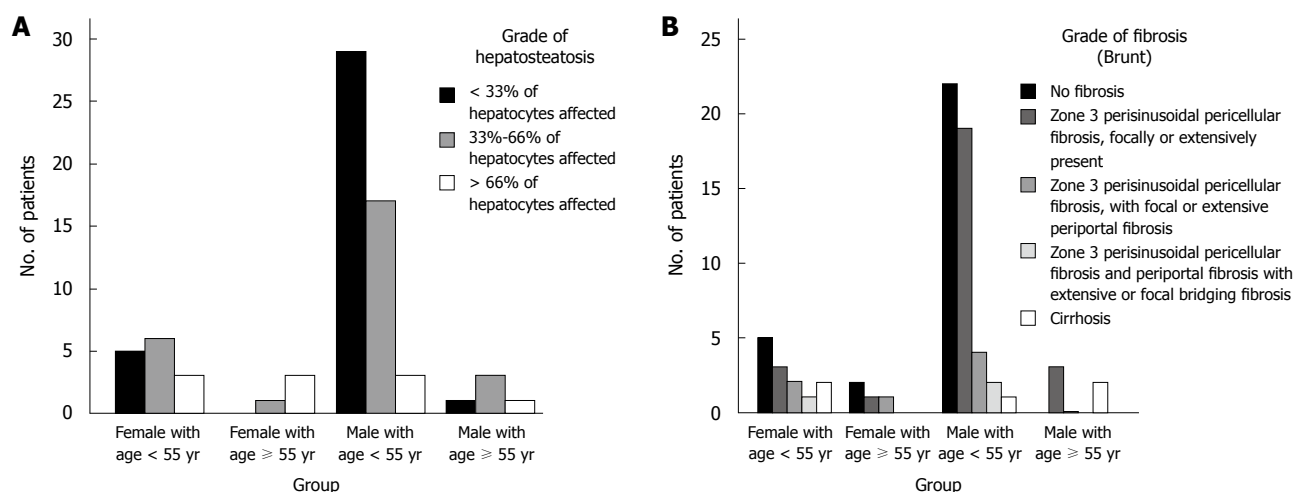 A
30
25
20
15
10
5
0
No. of patients
Grade of
hepatosteatosis
< 33% of
hepatocytes affected
33%-66% of
hepatocytes affected
> 66% of
hepatocytes affected
Female with
age < 55 yr
Female with
age ⩾ 55 yr
Male with
age < 55 yr
Male with
age ⩾ 55 yr
Group
B
25
20
15
10
5
0
No. of patients
Grade of fibrosis
(Brunt)
No fibrosis
Zone 3 perisinusoidal pericellular
fibrosis, focally or extensively
present
Zone 3 perisinusoidal pericellular
fibrosis, with focal or extensive
periportal fibrosis
Zone 3 perisinusoidal pericellular
fibrosis and periportal fibrosis with
extensive or focal bridging fibrosis
Cirrhosis
Female with
age < 55 yr
Female with
age ⩾ 55 yr
Male with
age < 55 yr
Male with
age ⩾ 55 yr
Group